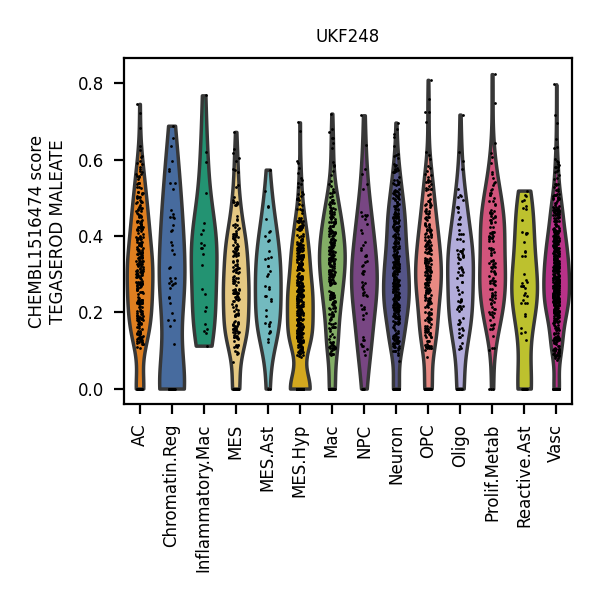 UKF248
CHEMBL1516474 score
TEGASEROD MALEATE
0.8
0.6
0.4
0.2
0.0
AC
Chromatin.Reg
Inflammatory.Mac
MES
MES.Ast
MES.Hyp
Mac
NPC
Neuron
OPC
Oligo
Prolif.Metab
Reactive.Ast
Vasc